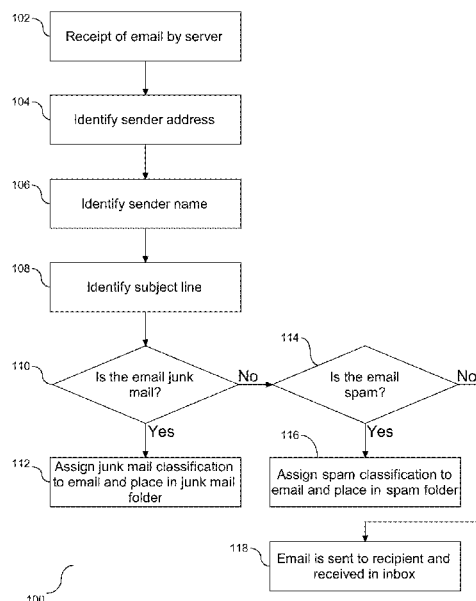 102
Receipt of email by server
104
Identify sender address
106
Identify sender name
108
Identify subject line
110
Is the email junk
mail?
No
114
Is the email
spam?
No
Yes
Yes
112
Assign junk mail classification
to email and place in junk mail
folder
116
Assign spam classification to
email and place in spam folder
118
Email is sent to recipient and
received in inbox
100